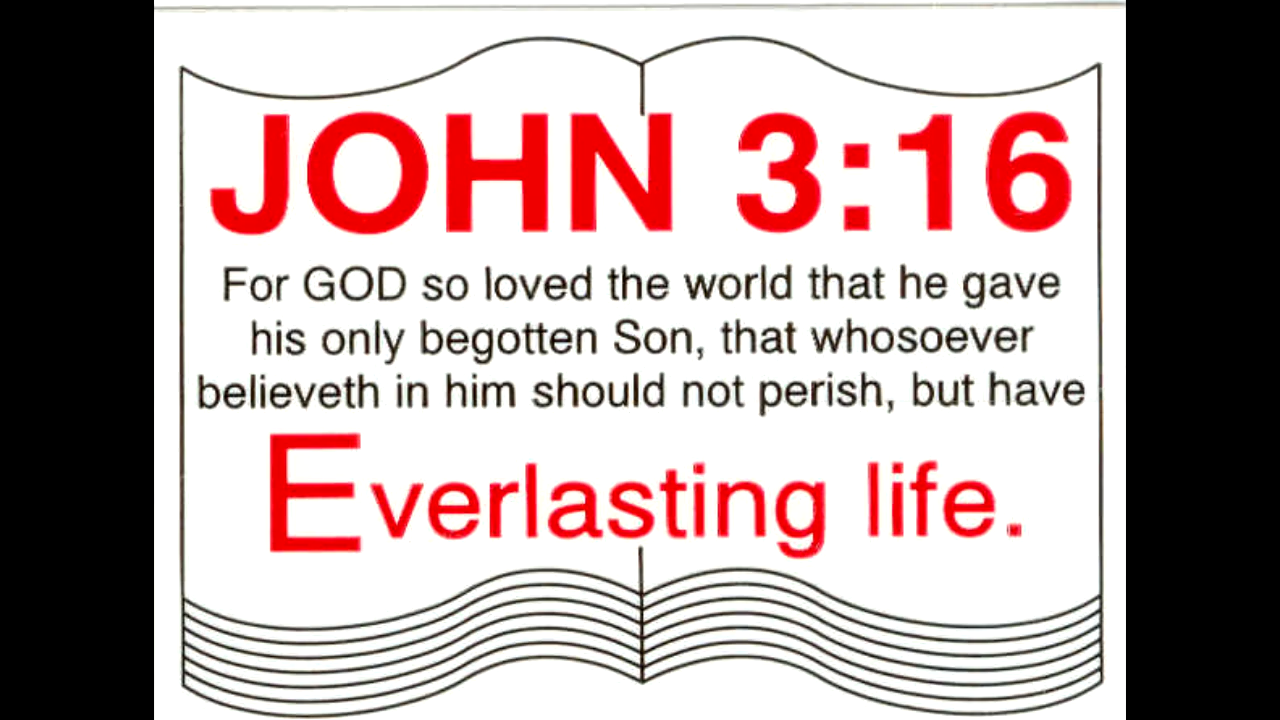 JOHN 3:16
For GOD so loved the world that he gave
his only begotten Son, that whosoever
believeth in him should not perish, but have
Everlasting life.